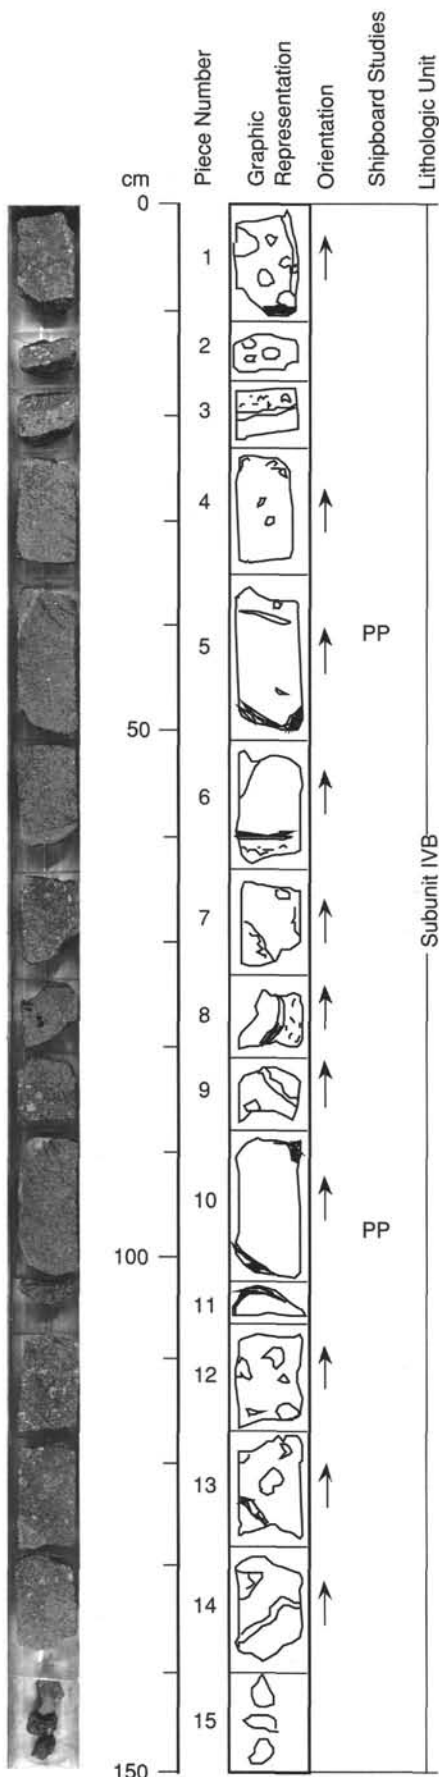 cm
Piece Number
Graphic
Representation
Orientation
Shipboard Studies
Lithologic Unit
0
1
2
3
4
5
PP
50
6
7
Subunit IVB
8
9
10
PP
100
11
12
13
14
15
150